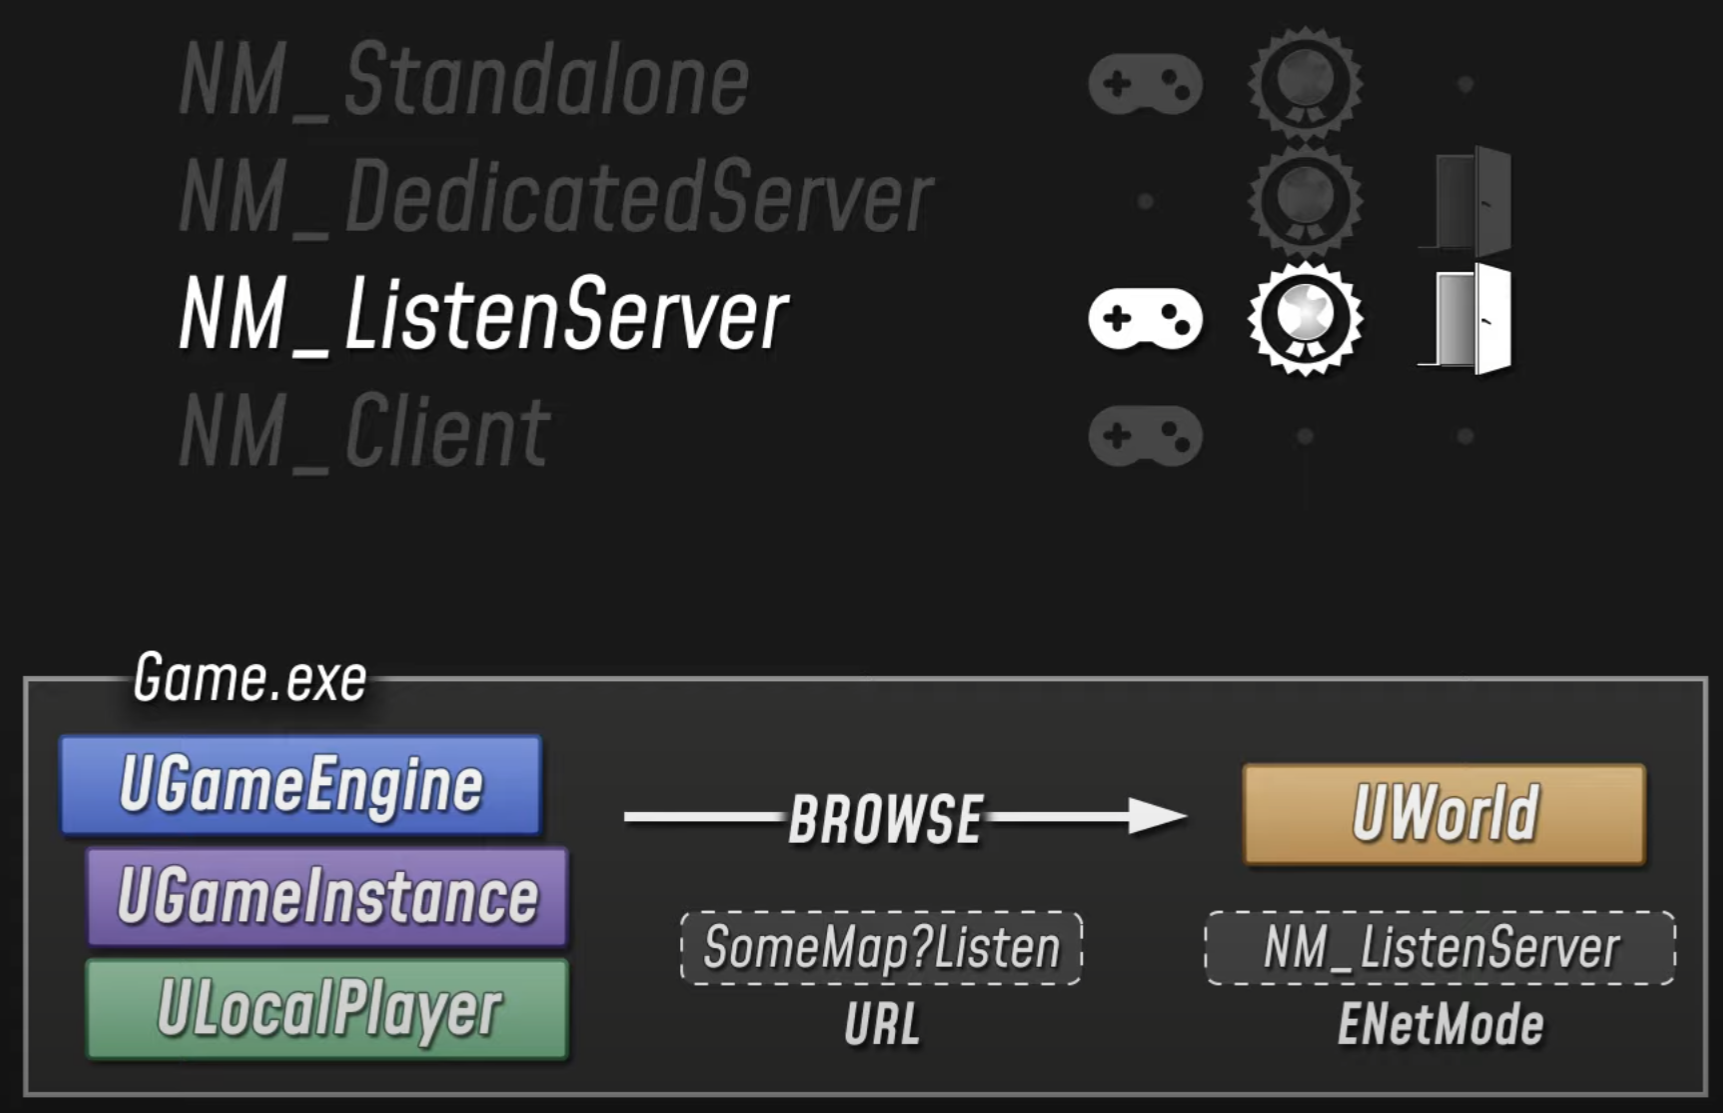 NM_Standalone
NM_DedicatedServer
NM_ListenServer
NM_Client
Game.exe
UGameEngine
UGameInstance
ULocalPlayer
BROWSE
SomeMap?Listen
URL
UWorld
NM_ListenServer
ENetMode